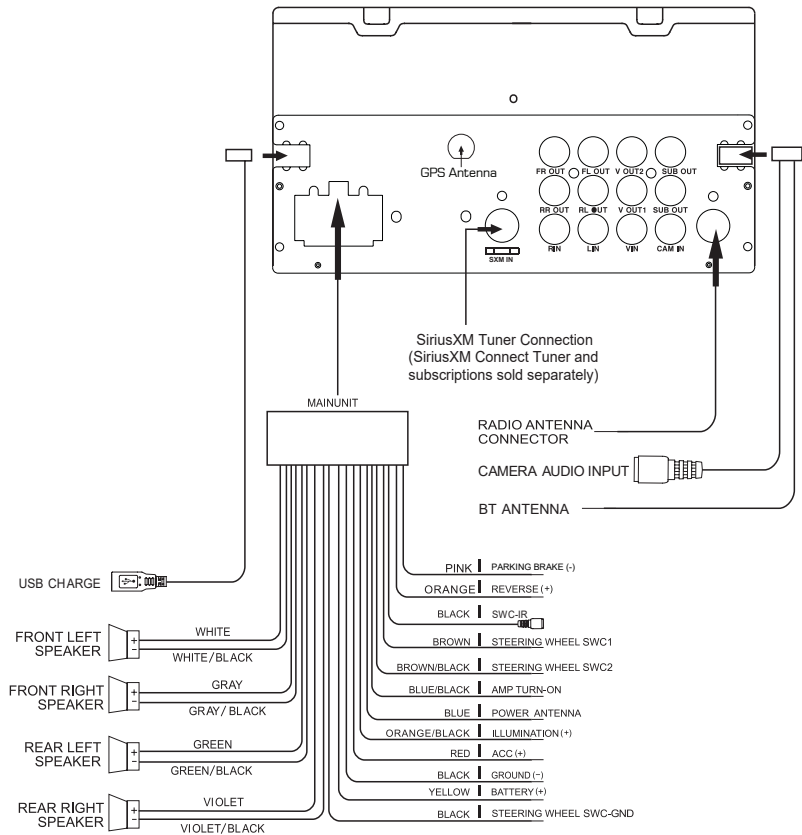 GPS Antenna
FR OUT FL OUT V OUT2 SUB OUT
RR OUT RL OUT V OUT1 SUB OUT
RIN LIN VIN CAM IN
SXM IN
SiriusXM Tuner Connection
(SiriusXM Connect Tuner and
subscriptions sold separately)
MAINUNIT
RADIO ANTENNA
CONNECTOR
CAMERA AUDIO INPUT
BT ANTENNA
USB CHARGE
FRONT LEFT
SPEAKER
+
-
WHITE
WHITE/BLACK
FRONT RIGHT
SPEAKER
+
-
GRAY
GRAY/BLACK
REAR LEFT
SPEAKER
+
-
GREEN
GREEN/BLACK
REAR RIGHT
SPEAKER
+
-
VIOLET
VIOLET/BLACK
PINK PARKING BRAKE (-)
ORANGE REVERSE (+)
BLACK SWC-IR
BROWN STEERING WHEEL SWC1
BROWN/BLACK STEERING WHEEL SWC2
BLUE/BLACK AMP TURN-ON
BLUE POWER ANTENNA
ORANGE/BLACK ILLUMINATION (+)
RED ACC (+)
BLACK GROUND (-)
YELLOW BATTERY (+)
BLACK STEERING WHEEL SWC-GND